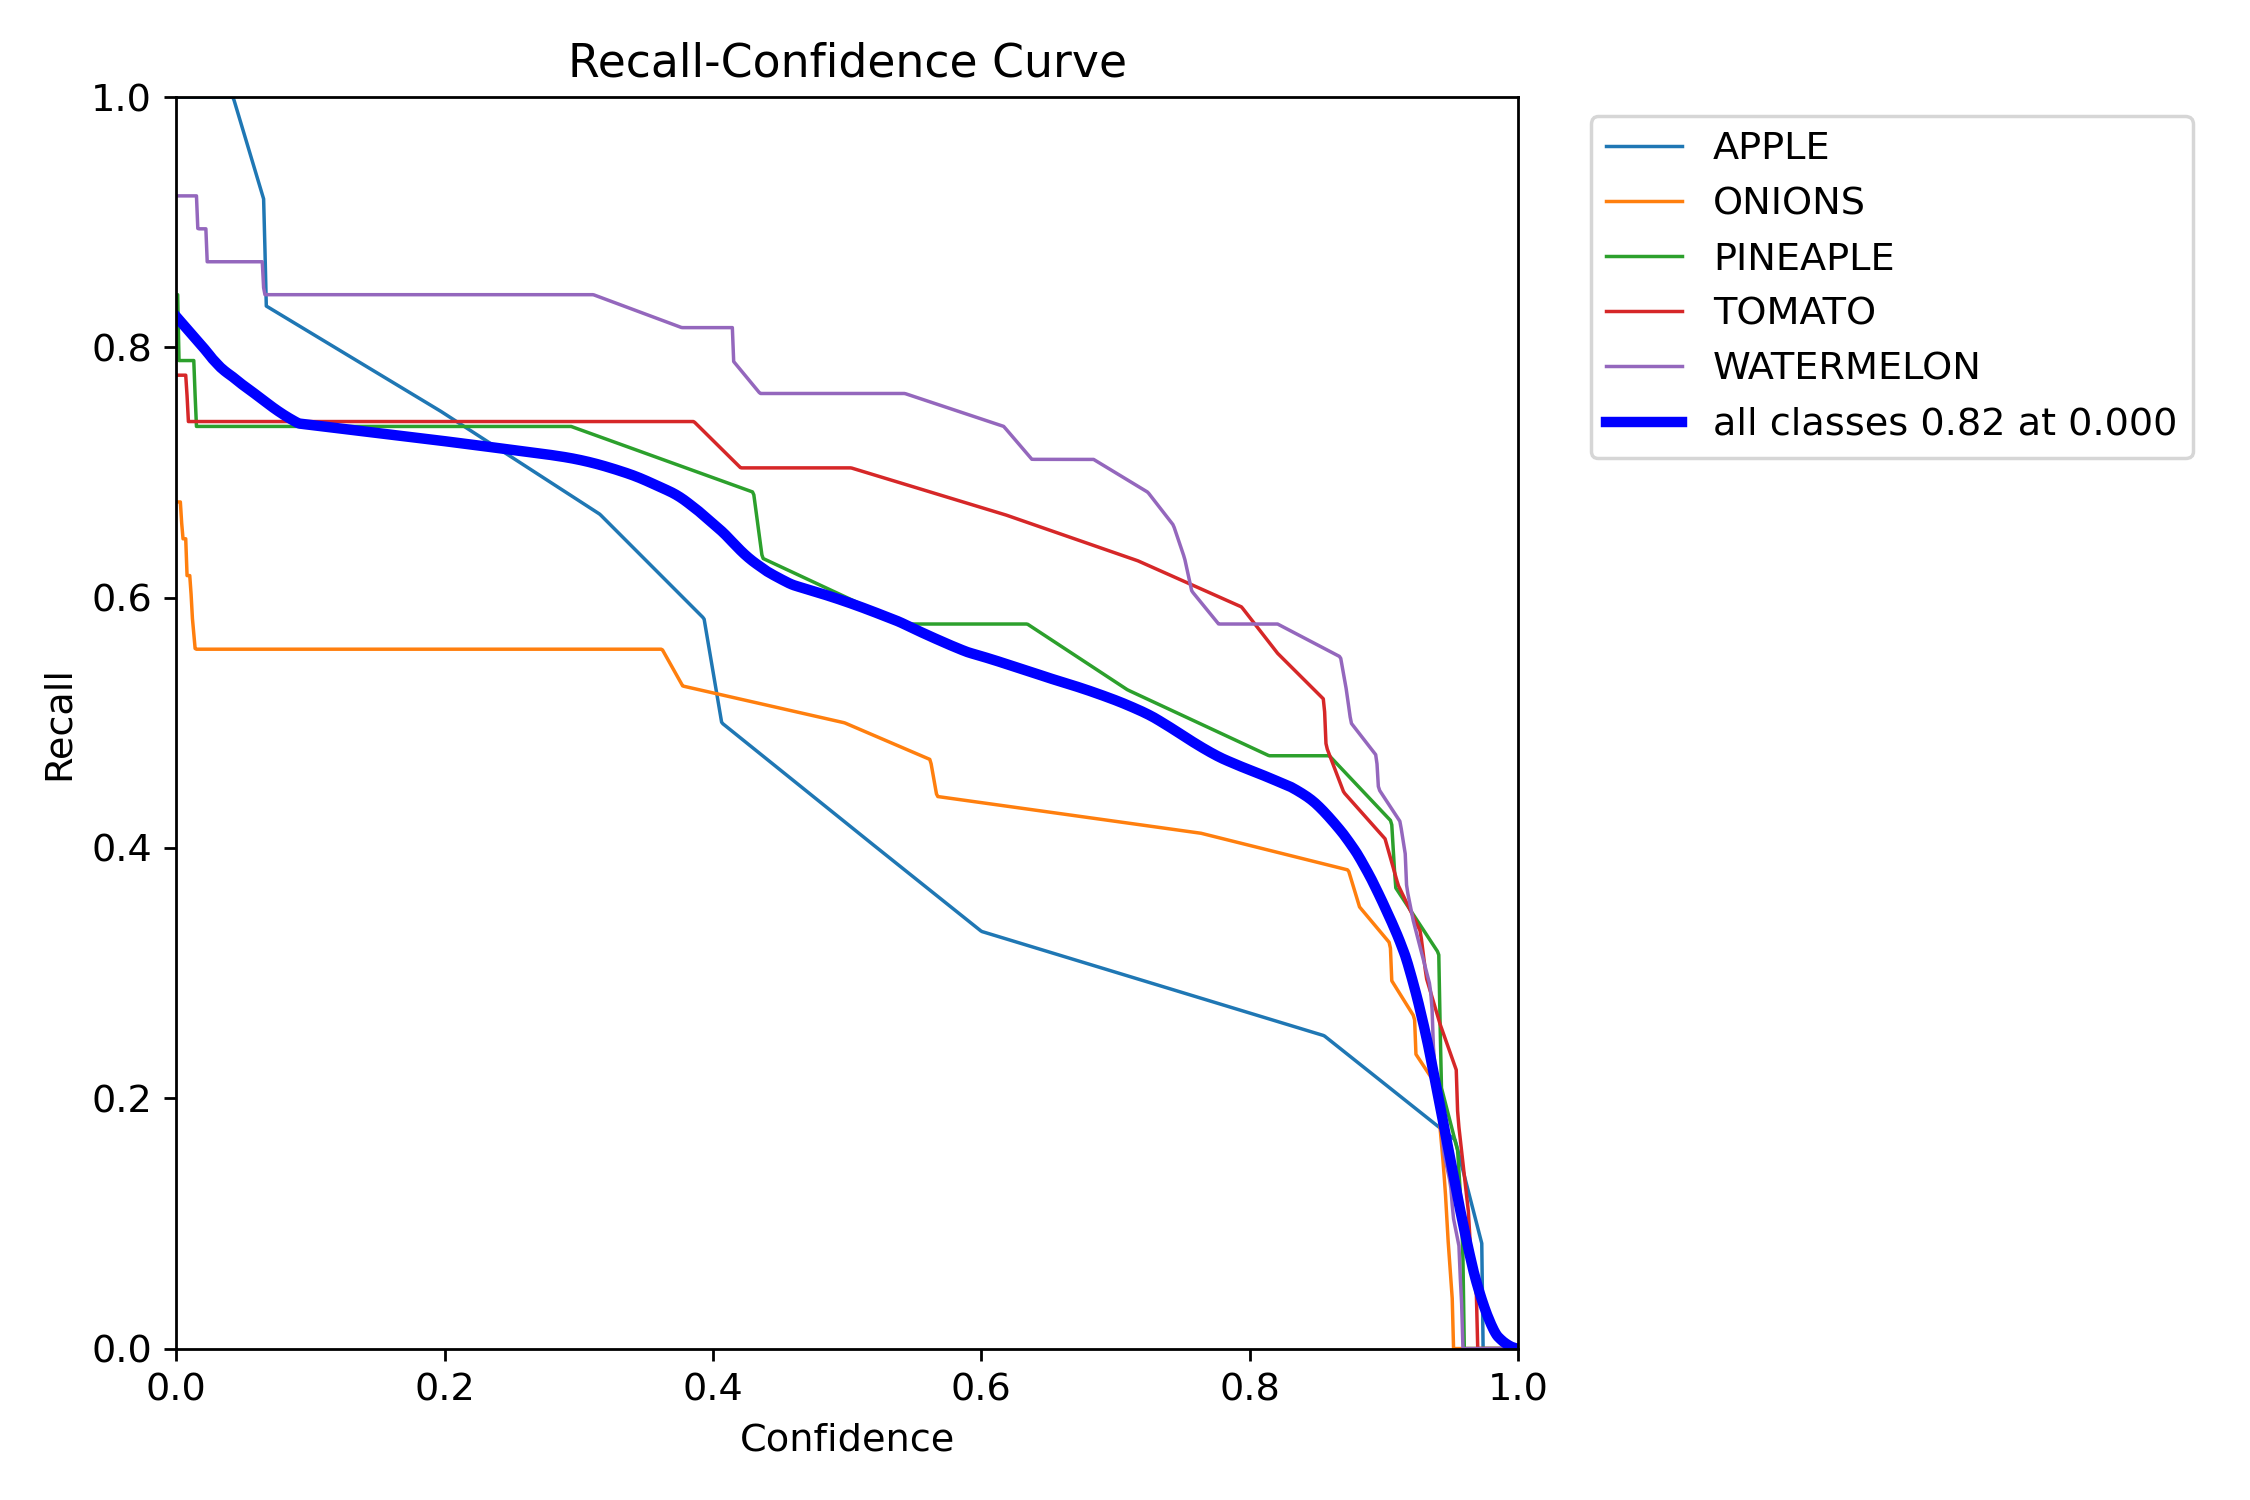 Recall-Confidence Curve
1.0
0.8
0.6
0.4
0.2
0.0
Recall
0.0 0.2 0.4 0.6 0.8 1.0
Confidence
APPLE
ONIONS
PINEAPLE
TOMATO
WATERMELON
all classes 0.82 at 0.000